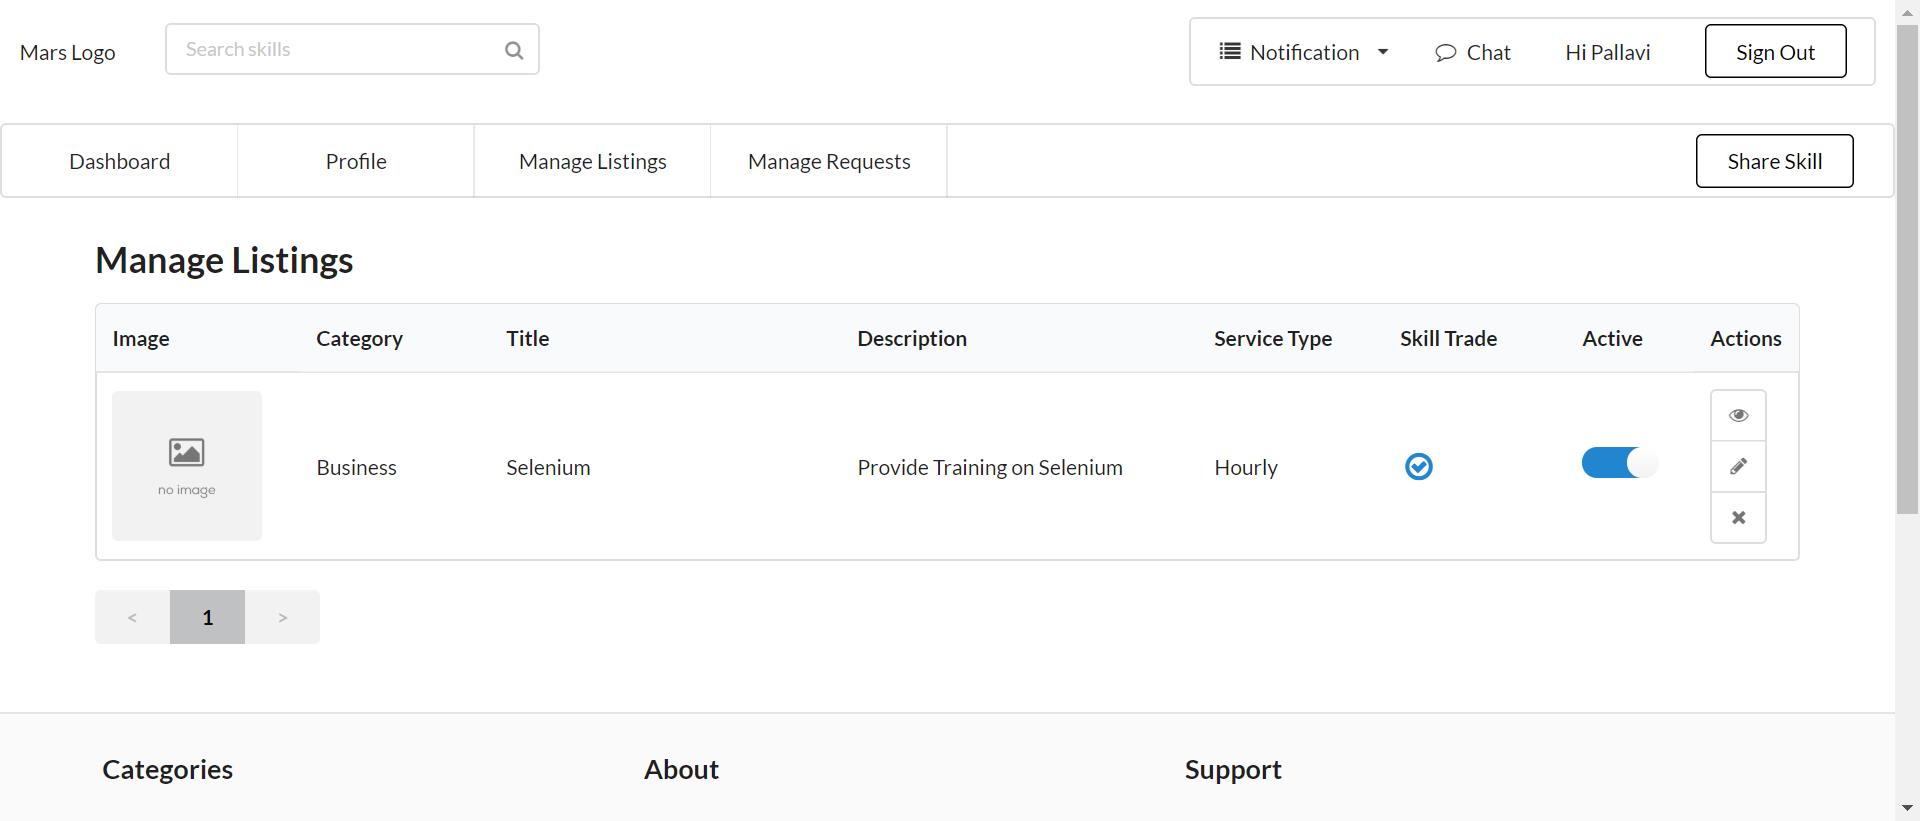 Mars Logo
Search skills
Notification Chat Hi Pallavi Sign Out
Dashboard Profile Manage Listings Manage Requests Share Skill
Manage Listings
Image Category Title Description Service Type Skill Trade Active Actions
no image Business Selenium Provide Training on Selenium Hourly
< 1 >
Categories About Support